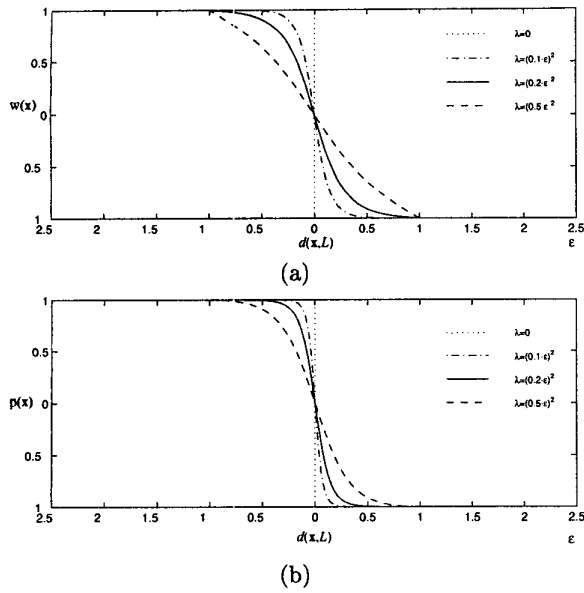 1
0.5
w(x)
0
0.5
1
2.5 2 1 1 0.5 0 0.5 1 1.5 2 2.5
d(x,L) ε
λ=0
λ=(0.1·ε)²
λ=(0.2·ε ²
λ=(0.5·ε ²
(a)
1
0.5
p(x)
0
0.5
1
2.5 2 1 1 0.5 0 0.5 1 1.5 2 2.5
d(x,L) ε
λ=0
λ=(0.1·ε)²
λ=(0.2·ε)²
λ=(0.5·ε)²
(b)